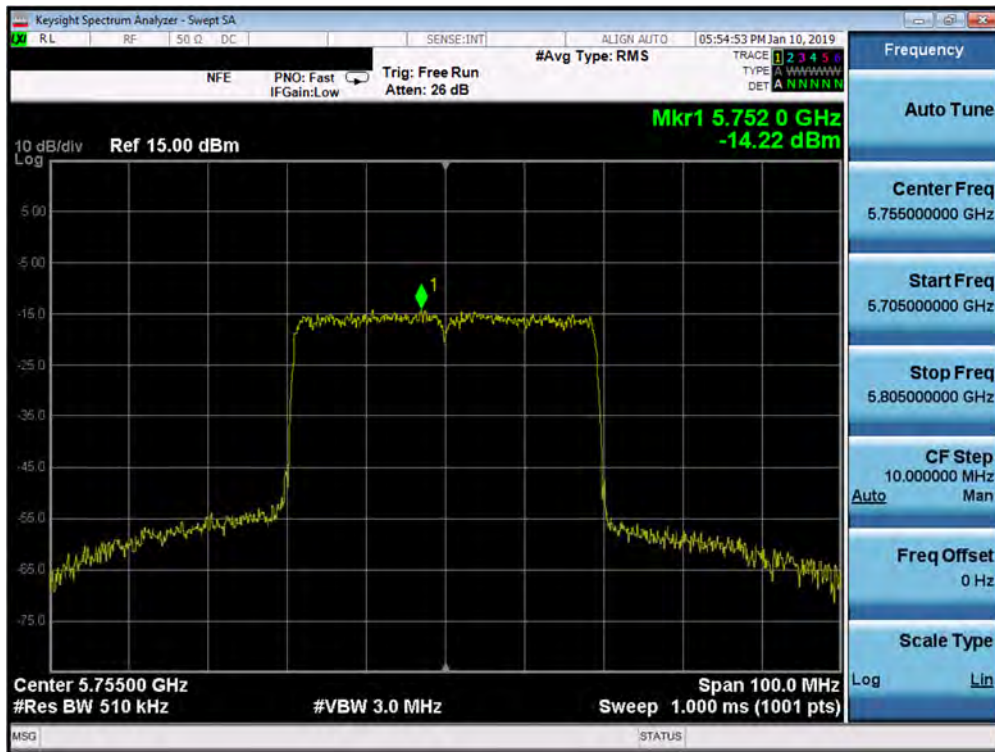 Keysight Spectrum Analyzer - Swept SA
LXI RL RF 50 Ω DC SENSE:INT ALIGN AUTO 05:54:53 PM Jan 10, 2019
NFE PNO: Fast Trig: Free Run #Avg Type: RMS TRACE 1 2 3 4 5 6
IFGain:Low Atten: 26 dB TYPE A WWWWW
DET A N N N N N
Mkr1 5.752 0 GHz
-14.22 dBm
10 dB/div Ref 15.00 dBm
Log
5.00
-5.00
1
-15.0
-25.0
-35.0
-45.0
-55.0
-65.0
-75.0
Center 5.75500 GHz Span 100.0 MHz
#Res BW 510 kHz #VBW 3.0 MHz Sweep 1.000 ms (1001 pts)
MSG STATUS
Frequency
Auto Tune
Center Freq
5.755000000 GHz
Start Freq
5.705000000 GHz
Stop Freq
5.805000000 GHz
CF Step
10.000000 MHz
Auto Man
Freq Offset
0 Hz
Scale Type
Log Lin